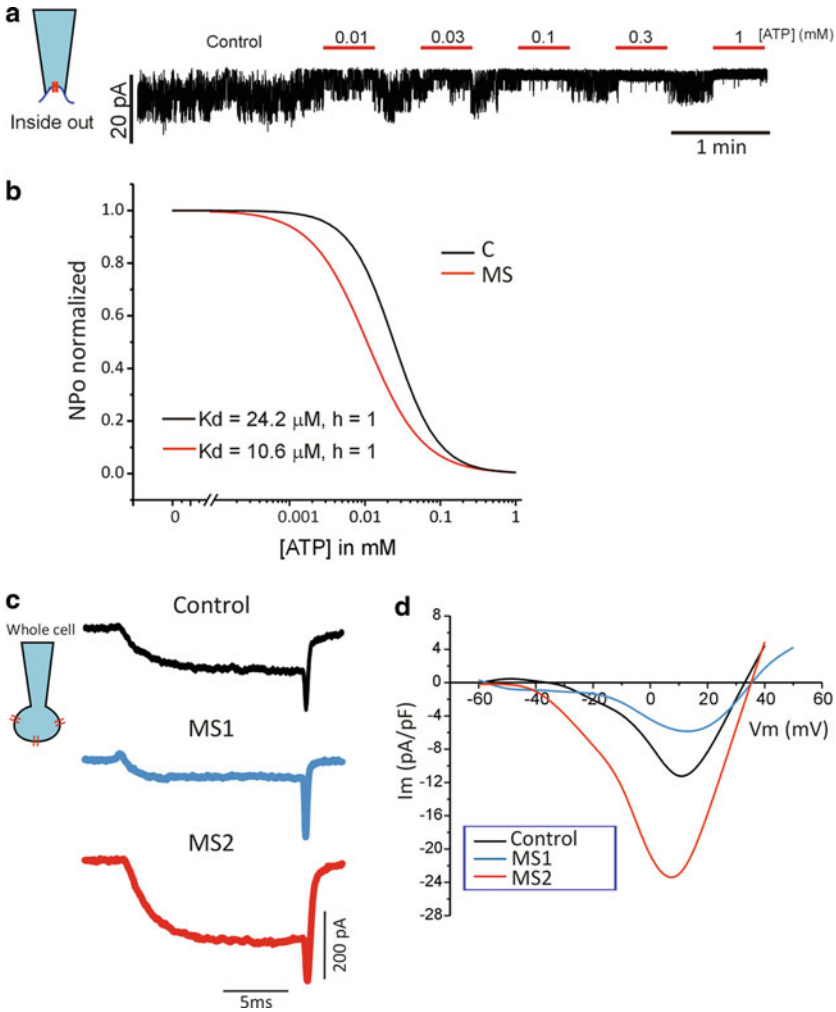 a
Control
0.01
0.03
0.1
0.3
1
[ATP] (mM)
20 pA
Inside out
1 min
b
1.0
0.8
0.6
0.4
0.2
0.0
NPo normalized
C
MS
Kd = 24.2 μM, h = 1
Kd = 10.6 μM, h = 1
0
0.001
0.01
0.1
1
[ATP] in mM
c
Whole cell
Control
MS1
MS2
200 pA
5ms
d
8
4
0
-4
-8
-12
-16
-20
-24
-28
Im (pA/pF)
-60
-40
-20
0
20
40
60
Vm (mV)
Control
MS1
MS2